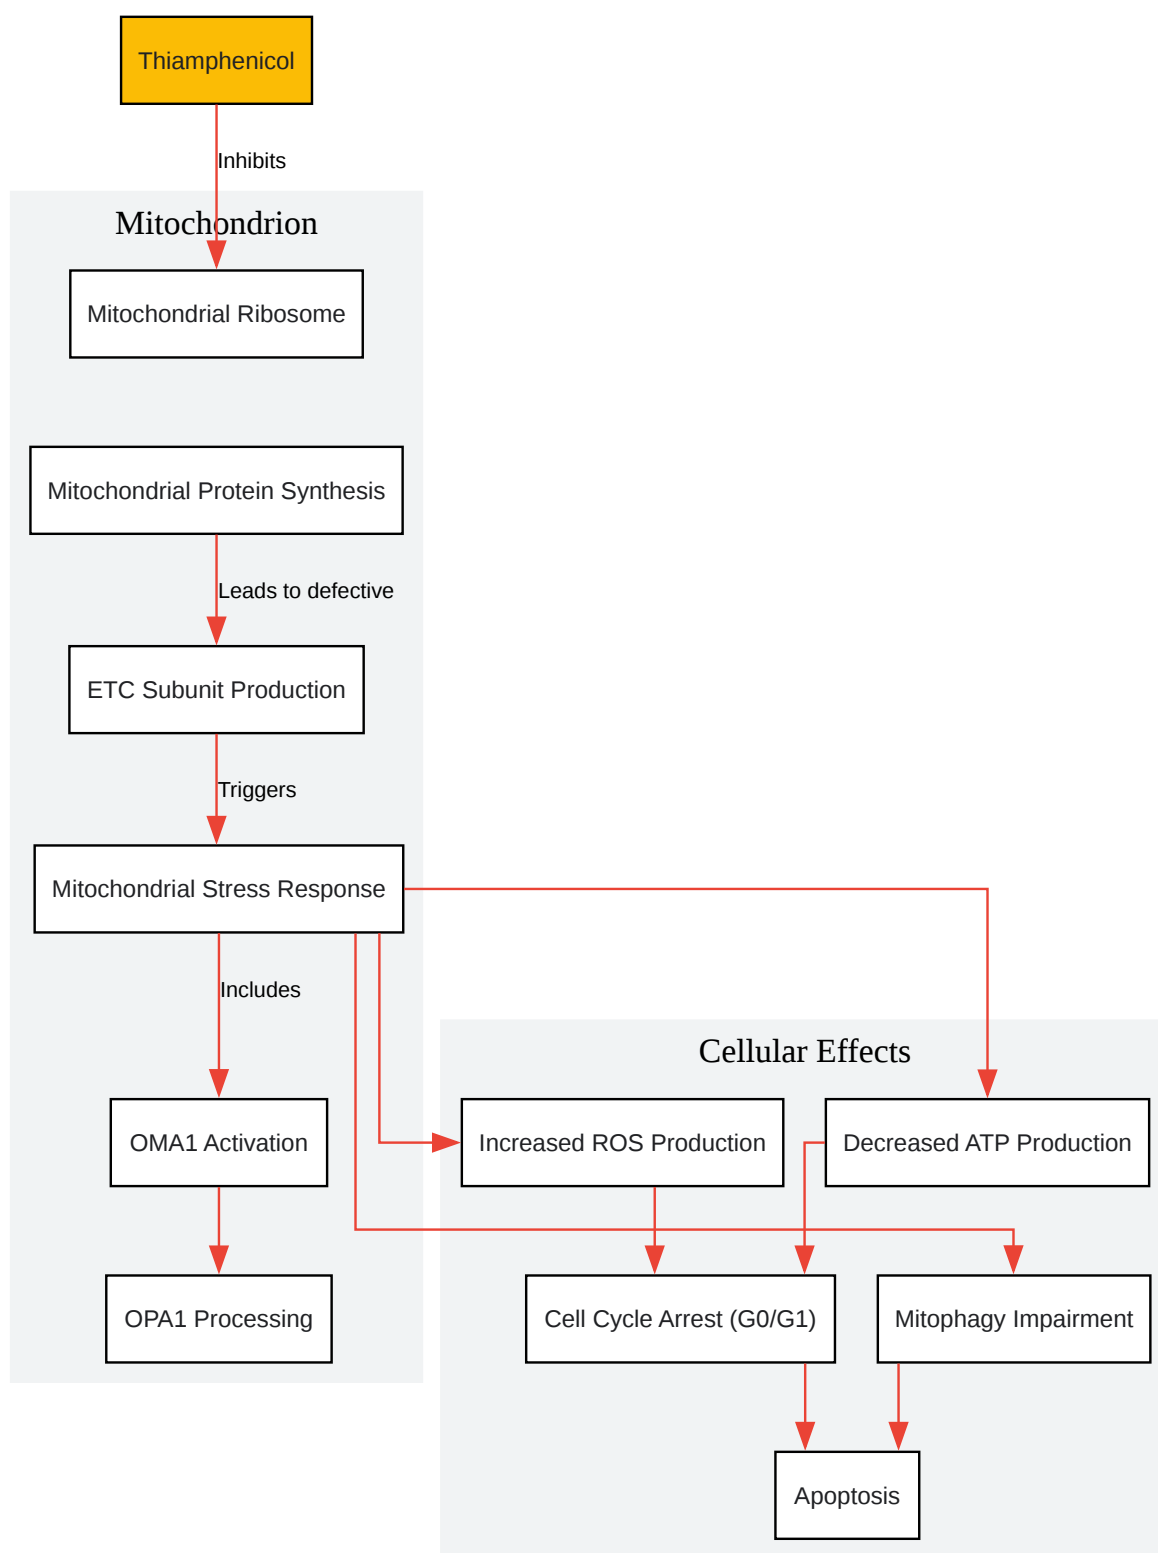 Thiamphenicol
Inhibits
Mitochondrion
Mitochondrial Ribosome
Mitochondrial Protein Synthesis
Leads to defective
ETC Subunit Production
Triggers
Mitochondrial Stress Response
Includes
Cellular Effects
OMA1 Activation
Increased ROS Production
Decreased ATP Production
OPA1 Processing
Cell Cycle Arrest (G0/G1)
Mitophagy Impairment
Apoptosis